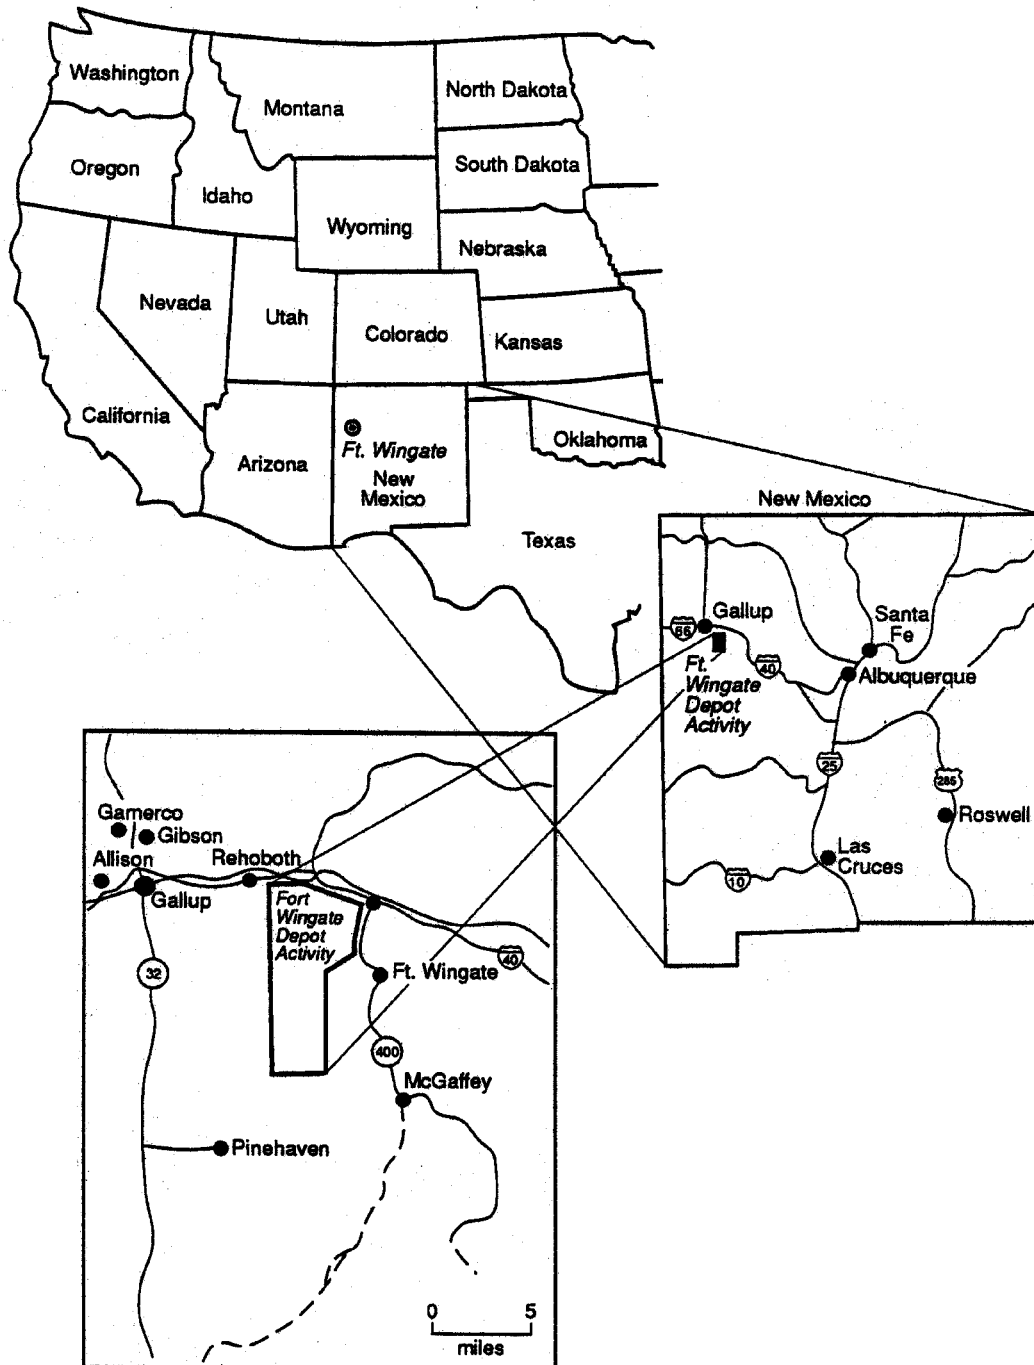 Washington
Montana
North Dakota
Oregon
Idaho
South Dakota
Wyoming
Nebraska
Nevada
Utah
Colorado
Kansas
California
Arizona
Ft. Wingate
New
Mexico
Oklahoma
Texas
New Mexico
Gallup
66
Santa
Fe
40
Ft.
Wingate
Depot
Activity
Albuquerque
25
285
Roswell
Las
Cruces
10
Gamerco
Gibson
Allison
Rehoboth
Gallup
Fort
Wingate
Depot
Activity
40
Ft. Wingate
32
400
McGaffey
Pinehaven
0 5
miles